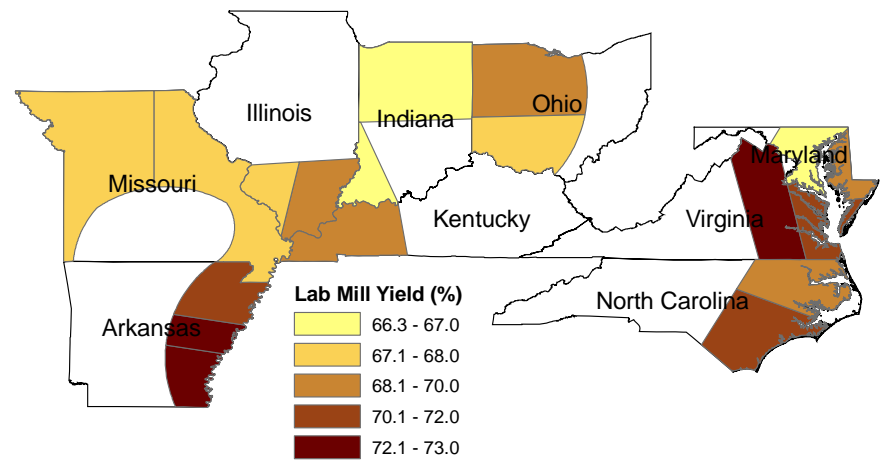 Illinois
Indiana
Ohio
Missouri
Maryland
Kentucky
Virginia
Arkansas
North Carolina
Lab Mill Yield (%)
66.3 - 67.0
67.1 - 68.0
68.1 - 70.0
70.1 - 72.0
72.1 - 73.0